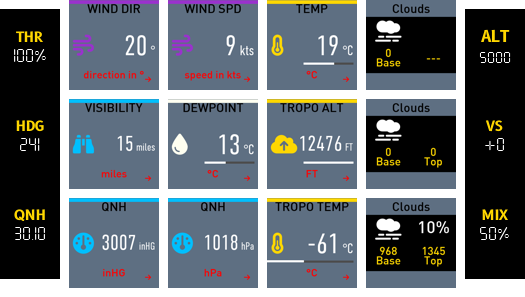 THR
100%
HDG
241
QNH
30.10
WIND DIR
20 °
direction in °
WIND SPD
9 kts
speed in kts
TEMP
19 °C
°C
Clouds
0
Base
---
VISIBILITY
15 miles
miles
DEWPOINT
13 °C
°C
TROPO ALT
12476 FT
FT
Clouds
0 0
Base Top
QNH
3007 inHG
inHG
QNH
1018 hPa
hPa
TROPO TEMP
-61 °C
°C
Clouds
10%
968 1345
Base Top
ALT
5000
VS
+0
MIX
50%